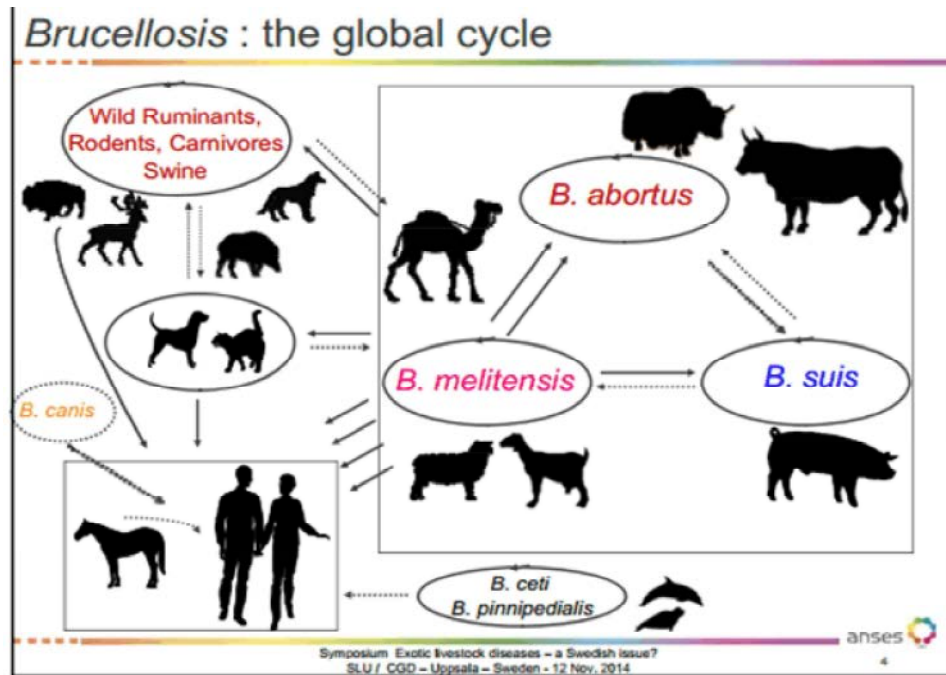 Brucellosis : the global cycle
Wild Ruminants,
Rodents, Carnivores
Swine
B. abortus
B. melitensis
B. suis
B. canis
B. ceti
B. pinnipedialis
Symposium Exotic livestock diseases – a Swedish issue?
SLU / CGD – Uppsala – Sweden - 12 Nov. 2014
anses
4